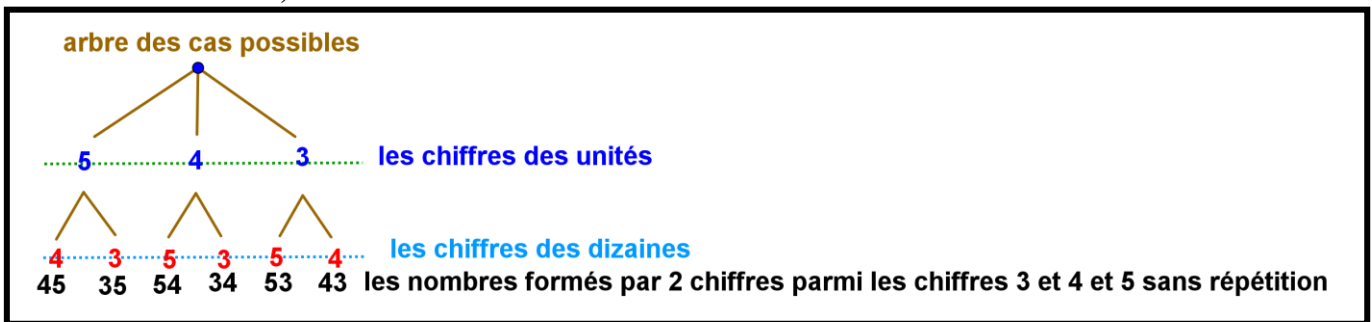 arbre des cas possibles
5 4 3 les chiffres des unités
4 3 5 3 5 4 les chiffres des dizaines
45 35 54 34 53 43 les nombres formés par 2 chiffres parmi les chiffres 3 et 4 et 5 sans répétition